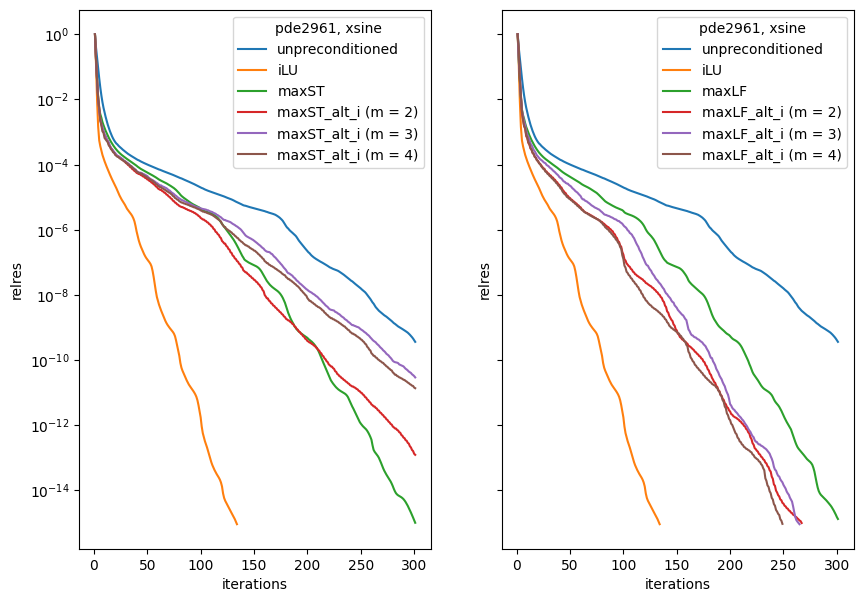 pde2961, xsine
unpreconditioned
iLU
maxST
maxST_alt_i (m = 2)
maxST_alt_i (m = 3)
maxST_alt_i (m = 4)
10^0
10^-2
10^-4
10^-6
10^-8
10^-10
10^-12
10^-14
relres
0 50 100 150 200 250 300
iterations
pde2961, xsine
unpreconditioned
iLU
maxLF
maxLF_alt_i (m = 2)
maxLF_alt_i (m = 3)
maxLF_alt_i (m = 4)
relres
0 50 100 150 200 250 300
iterations